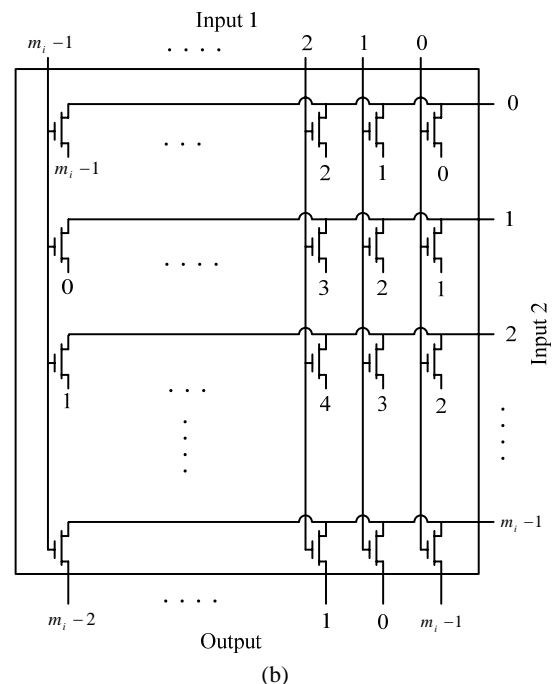 Input 1
m_i −1 . . . . 2 1 0
0
. . .
m_i −1 2 1 0
1
. . . .
0 3 2 1
2
Input 2
1 . . . 4 3 2
m_i −1
m_i −2 . . . . 1 0 m_i −1
Output
(b)